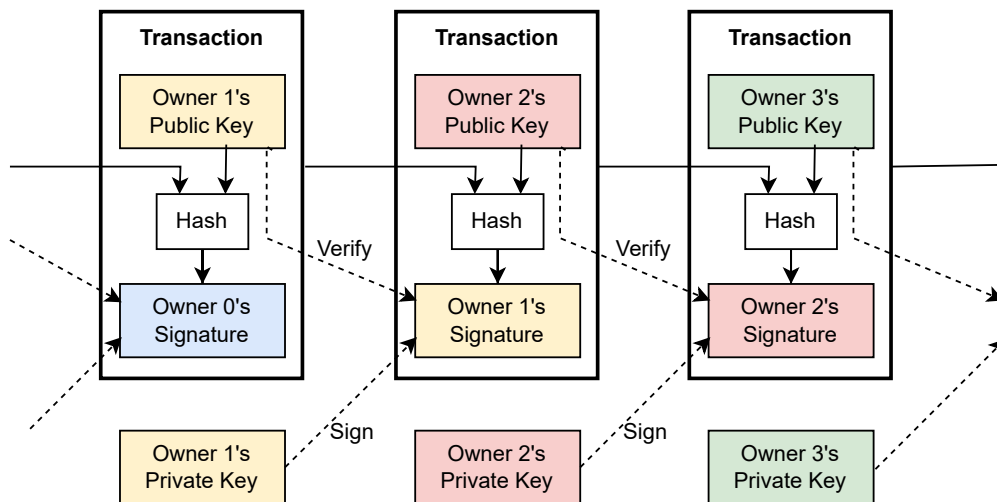 Transaction
Transaction
Transaction
Owner 1's
Public Key
Owner 2's
Public Key
Owner 3's
Public Key
Hash
Hash
Hash
Verify
Verify
Owner 0's
Signature
Owner 1's
Signature
Owner 2's
Signature
Sign
Sign
Owner 1's
Private Key
Owner 2's
Private Key
Owner 3's
Private Key